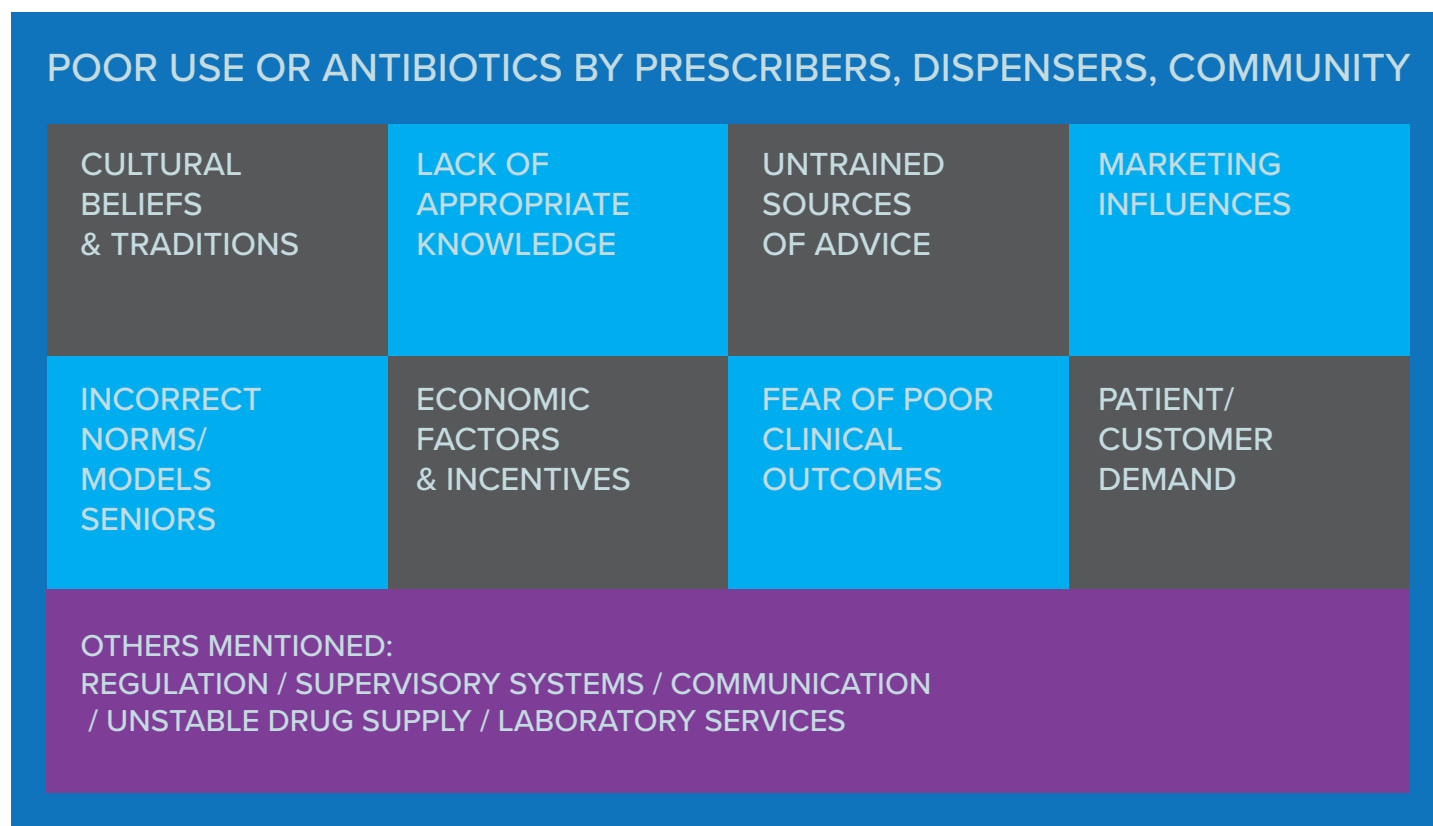 POOR USE OR ANTIBIOTICS BY PRESCRIBERS, DISPENSERS, COMMUNITY
CULTURAL
BELIEFS
& TRADITIONS
LACK OF
APPROPRIATE
KNOWLEDGE
UNTRAINED
SOURCES
OF ADVICE
MARKETING
INFLUENCES
INCORRECT
NORMS/
MODELS
SENIORS
ECONOMIC
FACTORS
& INCENTIVES
FEAR OF POOR
CLINICAL
OUTCOMES
PATIENT/
CUSTOMER
DEMAND
OTHERS MENTIONED:
REGULATION / SUPERVISORY SYSTEMS / COMMUNICATION
/ UNSTABLE DRUG SUPPLY / LABORATORY SERVICES